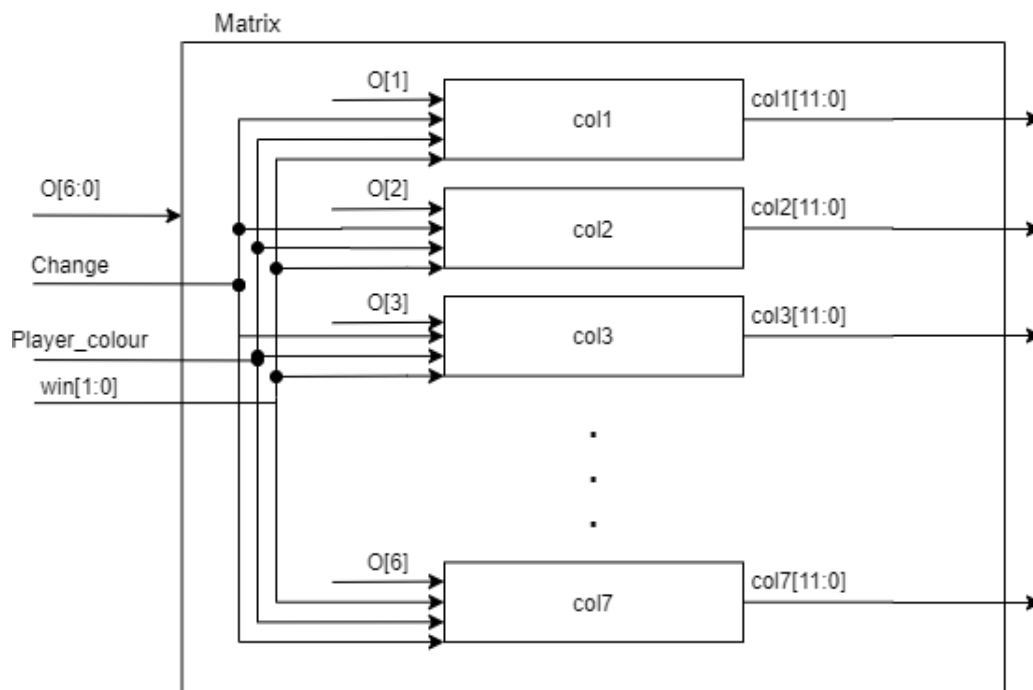 Matrix
O[1]
col1
col1[11:0]
O[6:0]
O[2]
col2
col2[11:0]
Change
O[3]
col3
col3[11:0]
Player_colour
win[1:0]
.
.
.
O[6]
col7
col7[11:0]